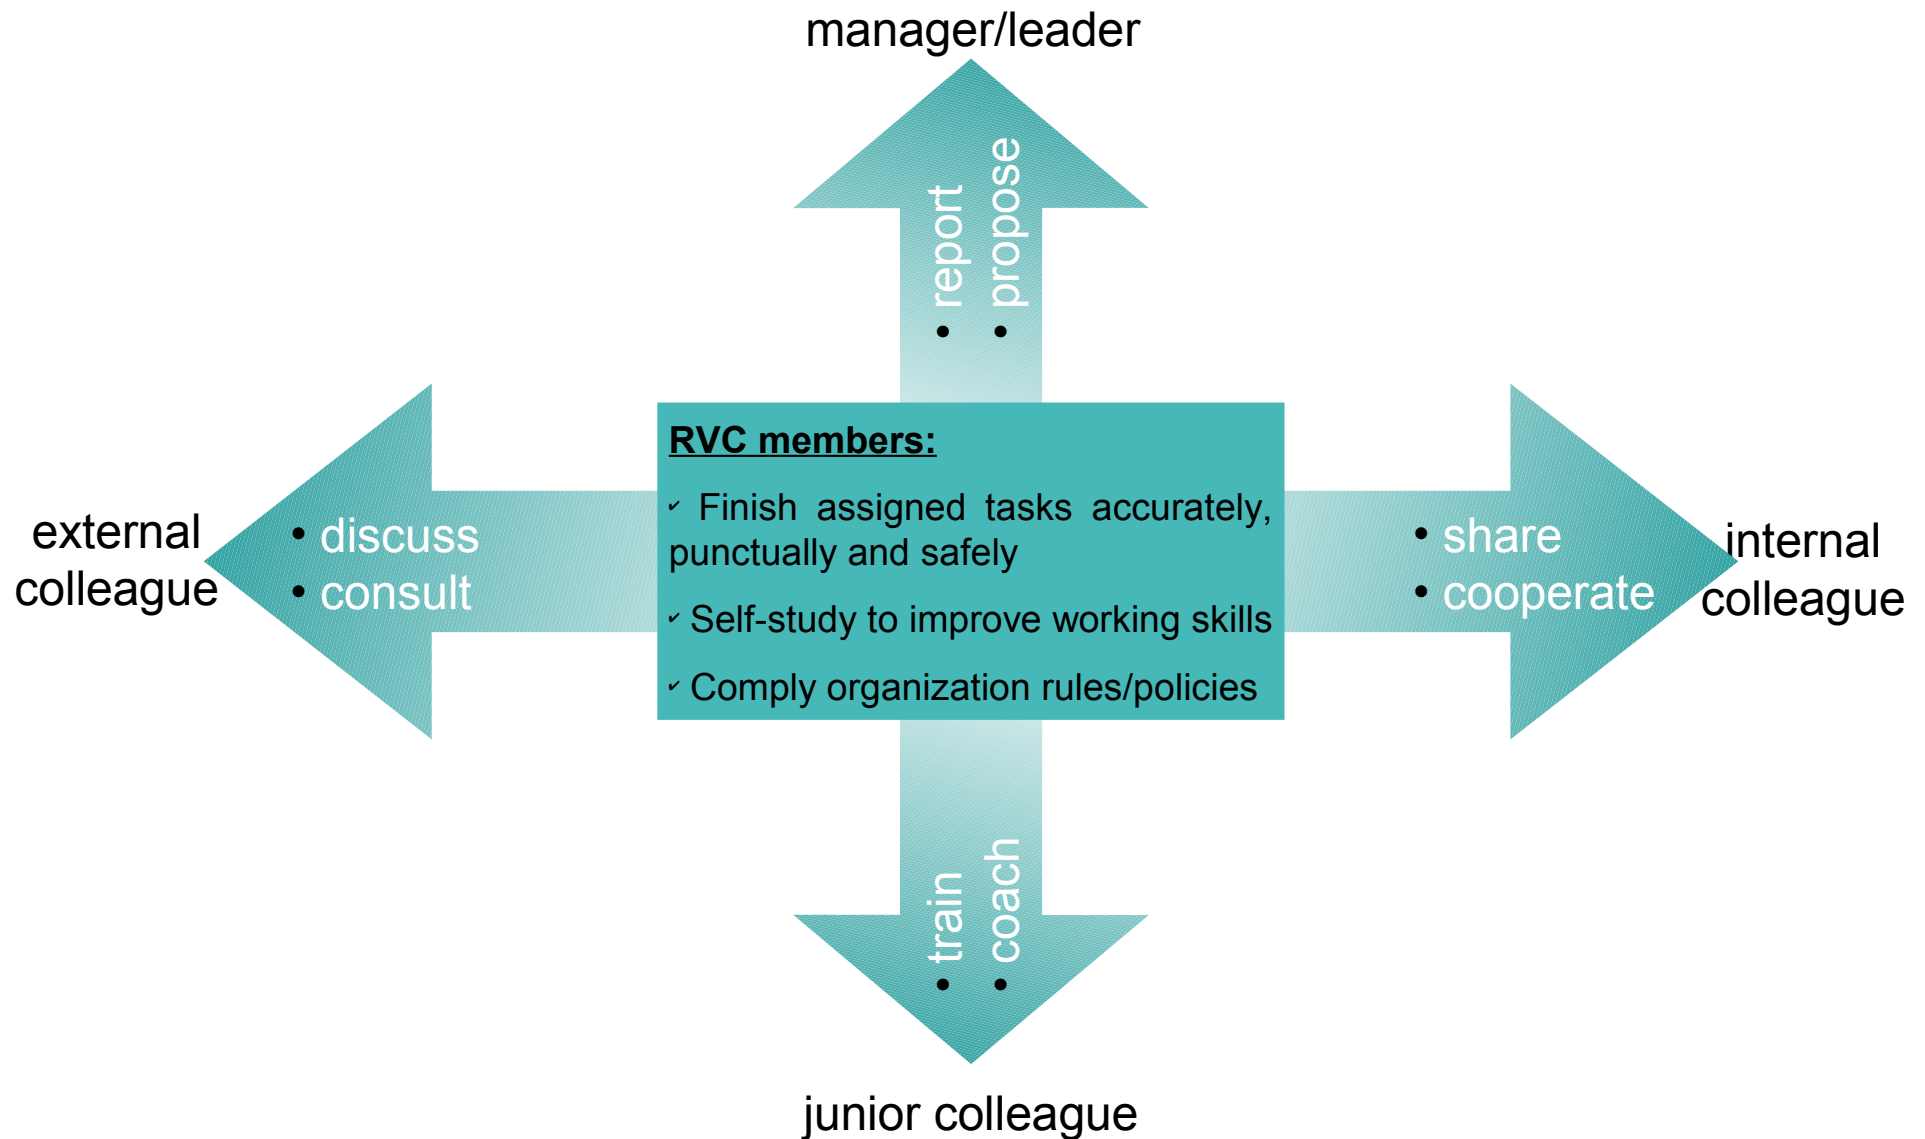 manager/leader
• report
• propose
RVC members:
✓ Finish assigned tasks accurately,
punctually and safely
✓ Self-study to improve working skills
✓ Comply organization rules/policies
external
colleague
• discuss
• consult
• share
• cooperate
internal
colleague
• train
• coach
junior colleague